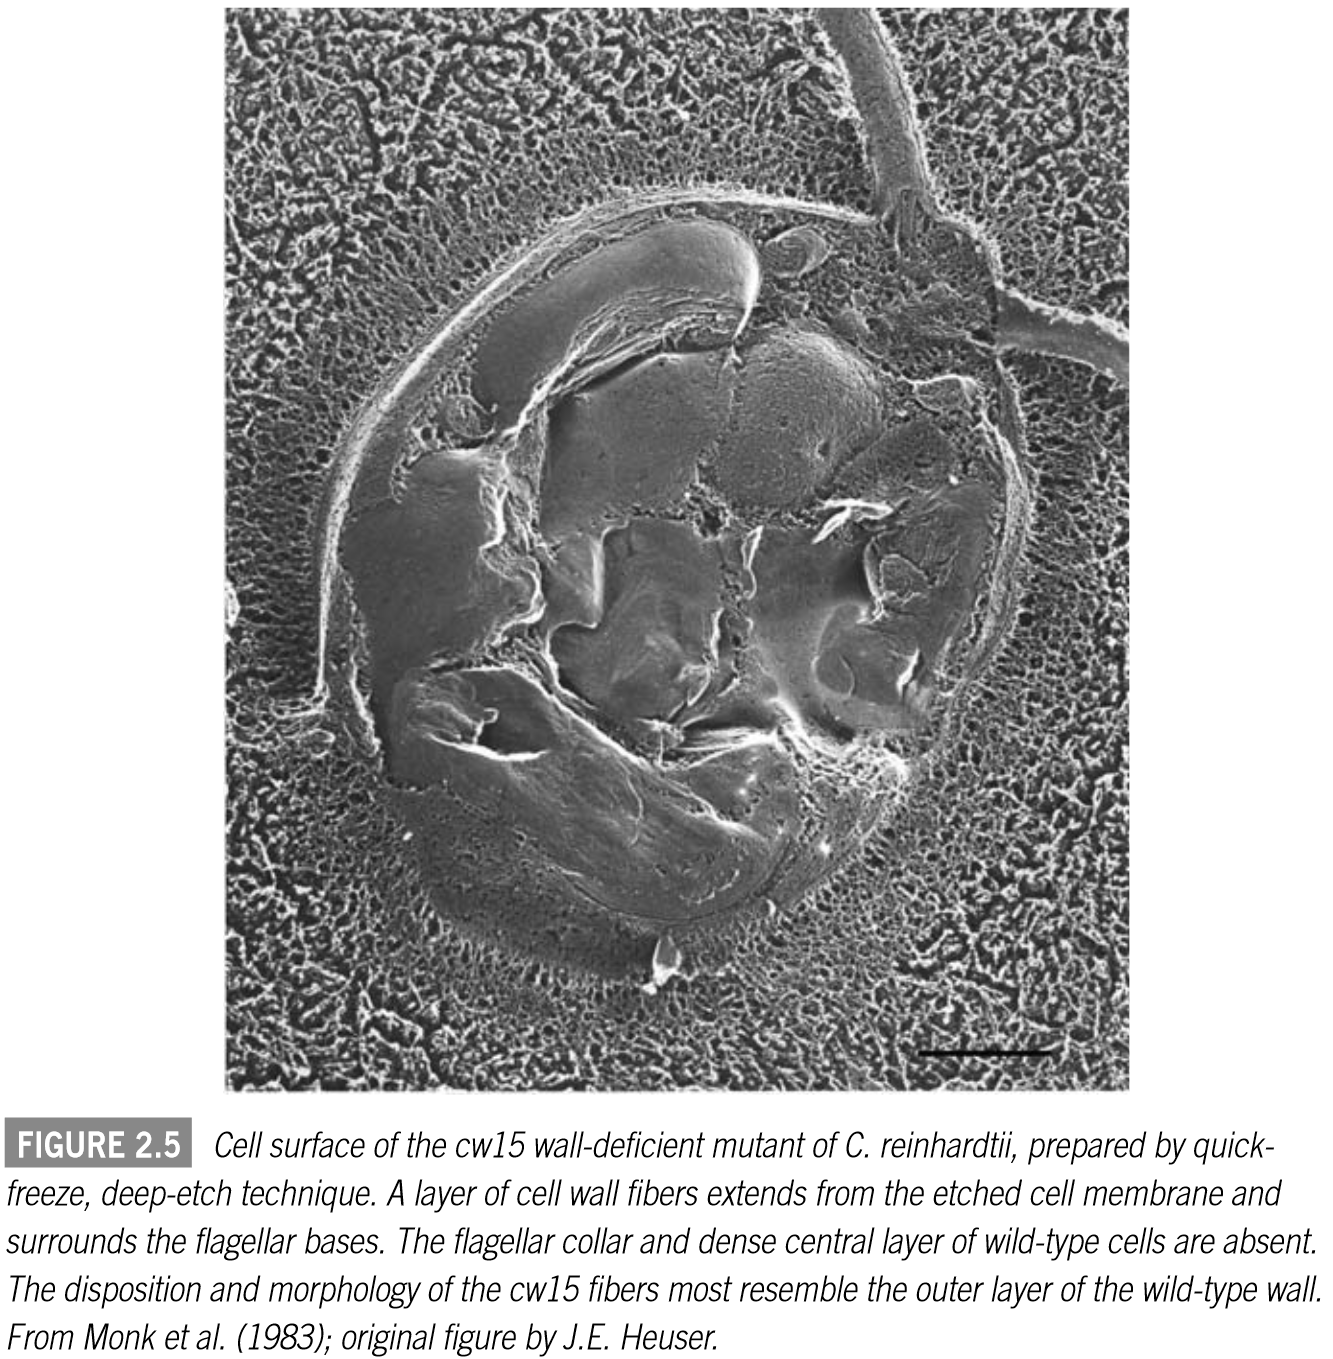 FIGURE 2.5 Cell surface of the cw15 wall-deficient mutant of C. reinhardtii, prepared by quick-
freeze, deep-etch technique. A layer of cell wall fibers extends from the etched cell membrane and
surrounds the flagellar bases. The flagellar collar and dense central layer of wild-type cells are absent.
The disposition and morphology of the cw15 fibers most resemble the outer layer of the wild-type wall.
From Monk et al. (1983); original figure by J.E. Heuser.